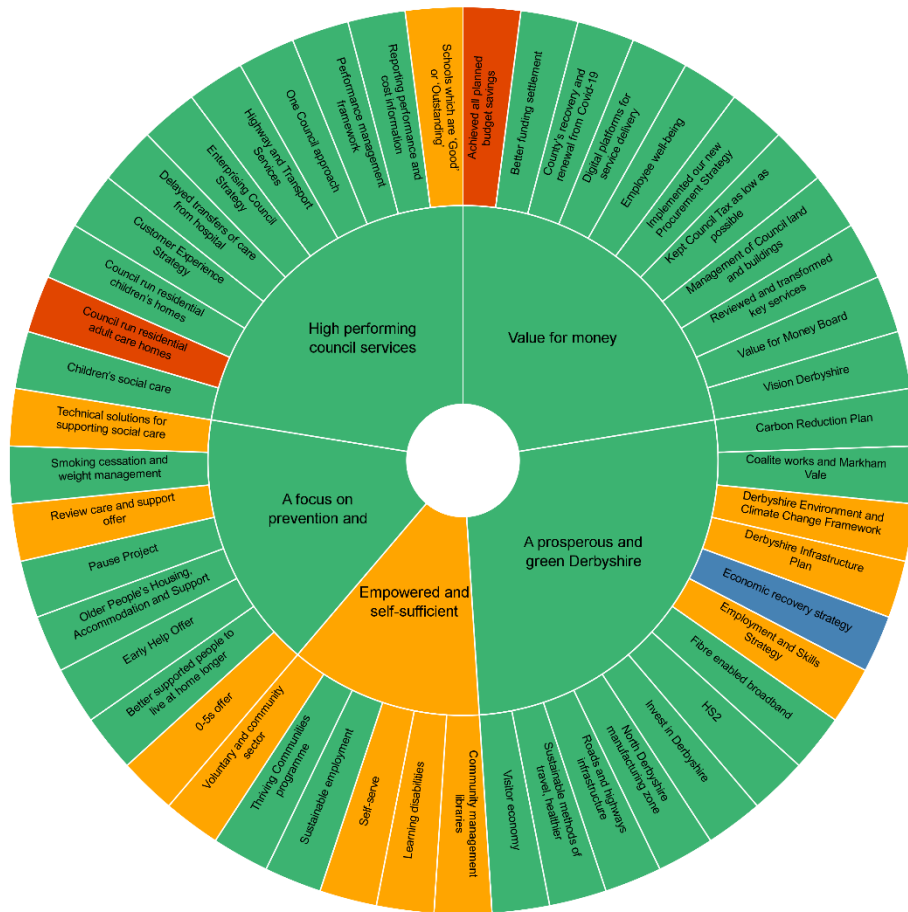 High performing
council services
Value for money
A prosperous and
green Derbyshire
Empowered and
self-sufficient
A focus on
prevention and
Achieved all planned
budget savings
Better funding settlement
County's recovery and
renewal from Covid-19
Digital platforms for
service delivery
Employee well-being
Implemented our new
Procurement Strategy
Kept Council Tax as low as
possible
Management of Council land
and buildings
Reviewed and transformed
key services
Value for Money Board
Vision Derbyshire
Carbon Reduction Plan
Coalite works and Markham
Vale
Derbyshire Environment and
Climate Change Framework
Derbyshire Infrastructure
Plan
Economic recovery strategy
Employment and Skills
Strategy
Fibre enabled broadband
HS2
Invest in Derbyshire
North Derbyshire
manufacturing zone
Roads and highways
infrastructure
Sustainable methods of
travel, healthier
Visitor economy
Community management
libraries
Learning disabilities
Self-serve
Sustainable employment
Thriving Communities
programme
Voluntary and community
sector
0-5s offer
Better supported people to
live at home longer
Early Help Offer
Older People's Housing,
Accommodation and Support
Pause Project
Review care and support
offer
Smoking cessation and
weight management
Technical solutions for
supporting social care
Children's social care
Council run residential
adult care homes
Council run residential
children's homes
Customer Experience
Strategy
Delayed transfers of care
from hospital
Enterprising Council
Strategy
Highway and Transport
Services
One Council approach
Performance management
framework
Reporting performance and
cost information
Schools which are 'Good'
or 'Outstanding'